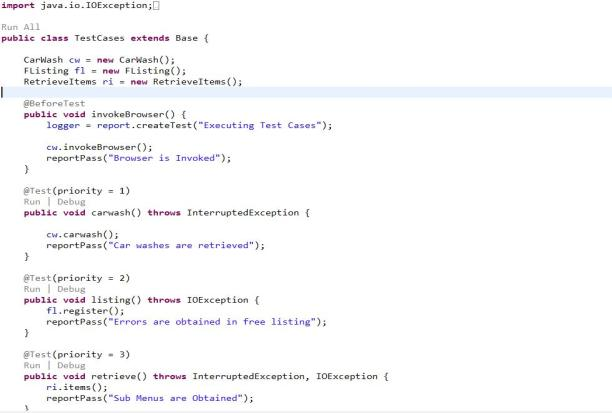 import java.io.IOException;
Run All
public class TestCases extends Base {
CarWash cw = new CarWash();
FListing fl = new FListing();
RetrieveItems ri = new RetrieveItems();
@BeforeTest
public void invokeBrowser() {
logger = report.createTest("Executing Test Cases");
cw.invokeBrowser();
reportPass("Browser is Invoked");
}
@Test(priority = 1)
Run | Debug
public void carwash() throws InterruptedException {
cw.carwash();
reportPass("Car washes are retrieved");
}
@Test(priority = 2)
Run | Debug
public void listing() throws IOException {
fl.register();
reportPass("Errors are obtained in free listing");
}
@Test(priority = 3)
Run | Debug
public void retrieve() throws InterruptedException, IOException {
ri.items();
reportPass("Sub Menus are Obtained");
}